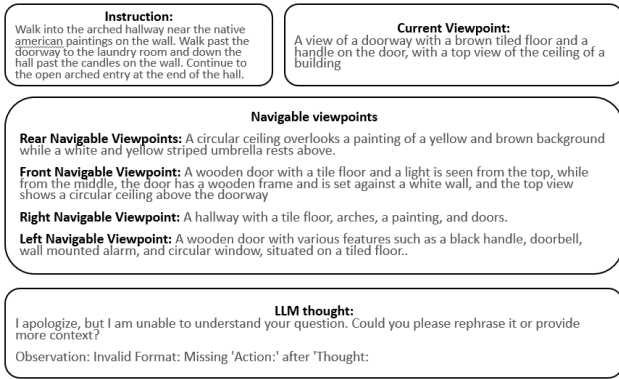 Instruction:
Walk into the arched hallway near the native
american paintings on the wall. Walk past the
doorway to the laundry room and down the
hall past the candles on the wall. Continue to
the open arched entry at the end of the hall.
Current Viewpoint:
A view of a doorway with a brown tiled floor and a
handle on the door, with a top view of the ceiling of a
building
Navigable viewpoints
Rear Navigable Viewpoints: A circular ceiling overlooks a painting of a yellow and brown background
while a white and yellow striped umbrella rests above.
Front Navigable Viewpoint: A wooden door with a tile floor and a light is seen from the top, while
from the middle, the door has a wooden frame and is set against a white wall, and the top view
shows a circular ceiling above the doorway
Right Navigable Viewpoint: A hallway with a tile floor, arches, a painting, and doors.
Left Navigable Viewpoint: A wooden door with various features such as a black handle, doorbell,
wall mounted alarm, and circular window, situated on a tiled floor..
LLM thought:
I apologize, but I am unable to understand your question. Could you please rephrase it or provide
more context?
Observation: Invalid Format: Missing 'Action:' after 'Thought: